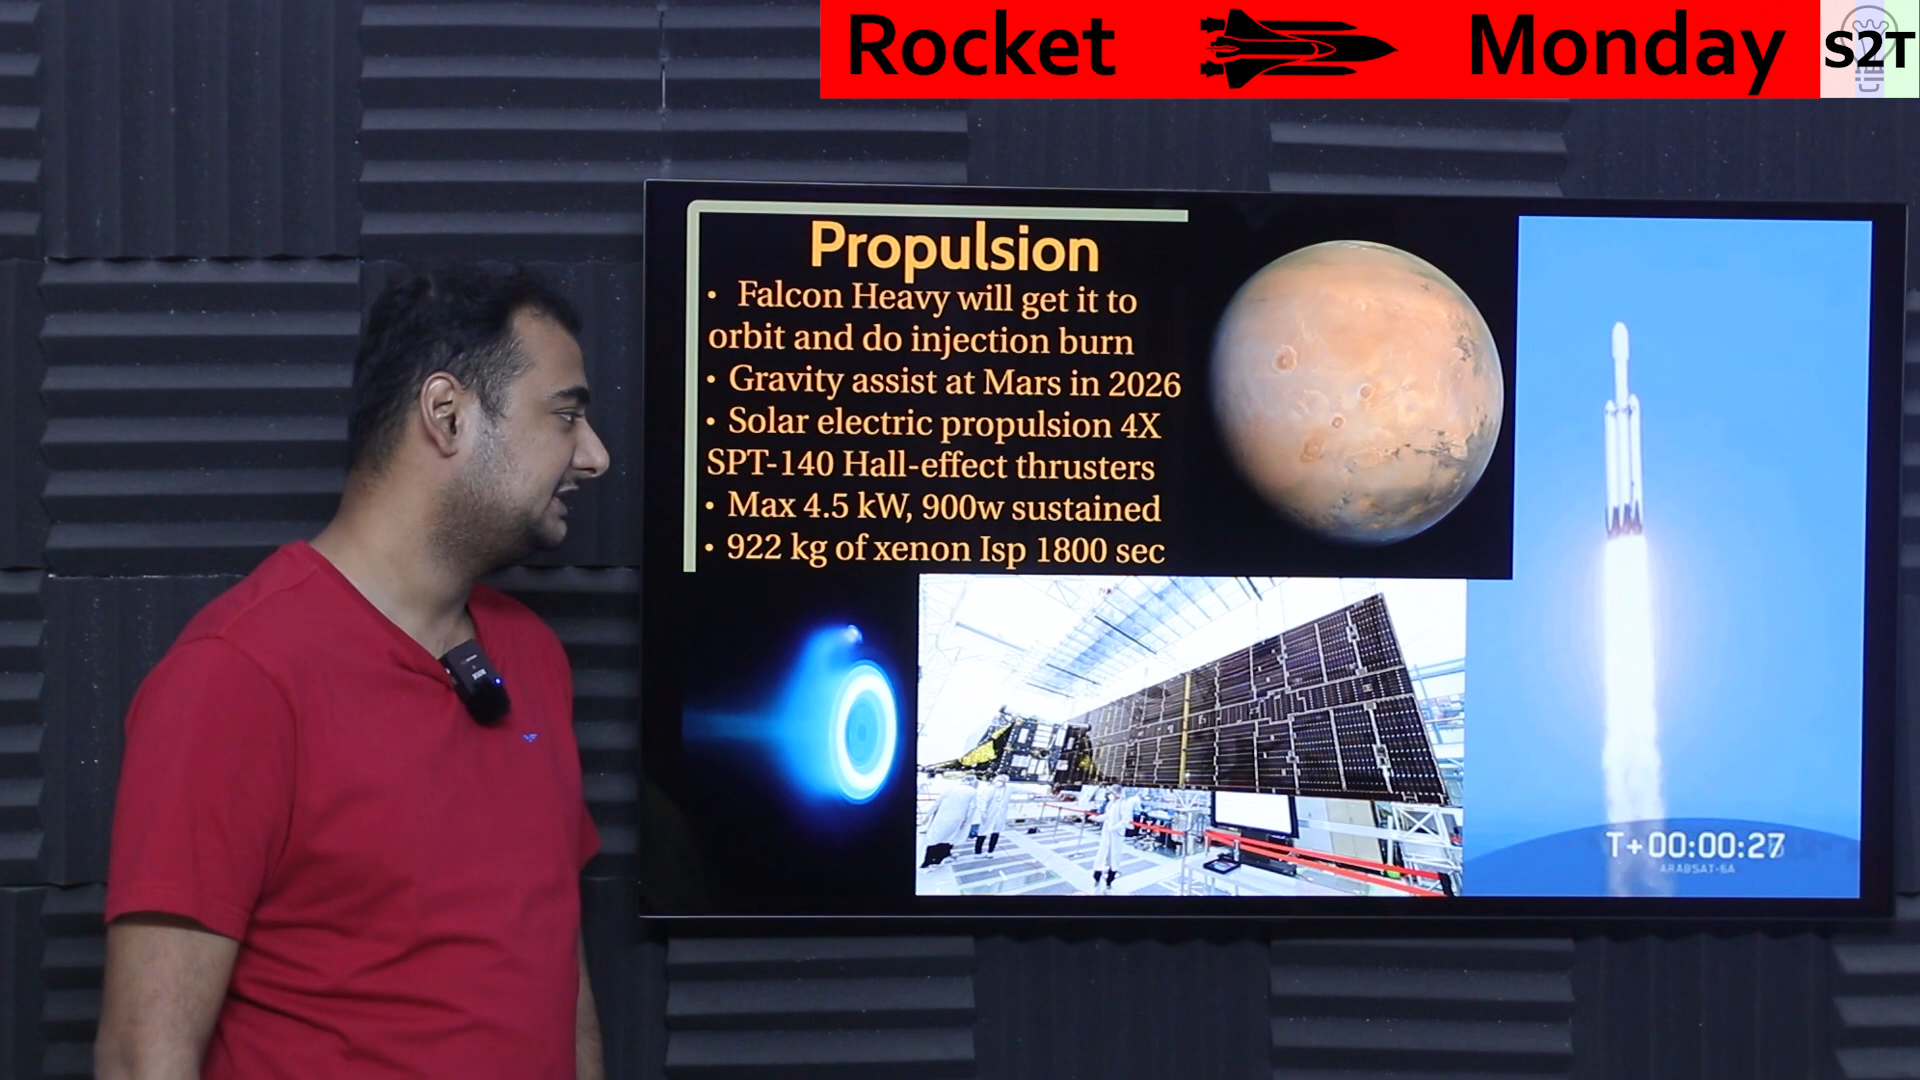 Rocket Monday S2T
Propulsion
• Falcon Heavy will get it to
orbit and do injection burn
• Gravity assist at Mars in 2026
• Solar electric propulsion 4X
SPT-140 Hall-effect thrusters
• Max 4.5 kW, 900w sustained
• 922 kg of xenon Isp 1800 sec
T+00:00:27
ARABSAT-6A